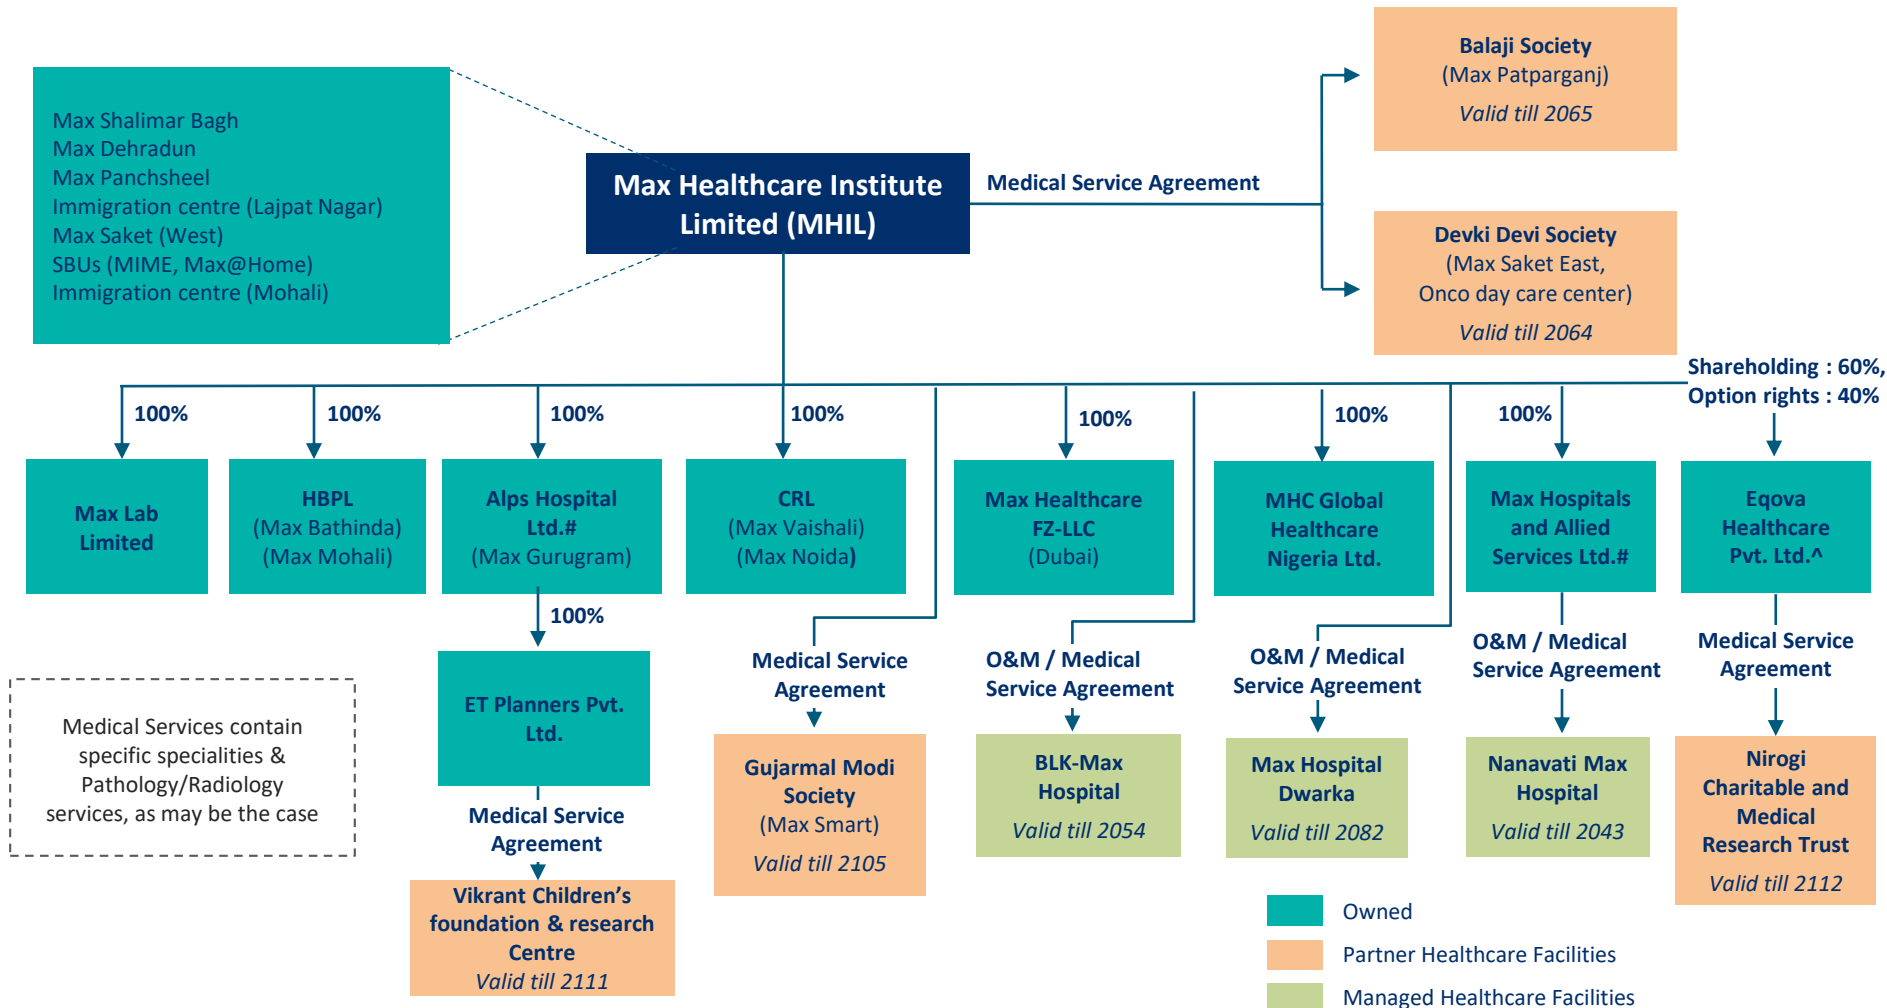 Max Shalimar Bagh
Max Dehradun
Max Panchsheel
Immigration centre (Lajpat Nagar)
Max Saket (West)
SBUs (MIME, Max@Home)
Immigration centre (Mohali)
Max Healthcare Institute
Limited (MHIL)
Medical Service Agreement
Balaji Society
(Max Patparganj)
Valid till 2065
Devki Devi Society
(Max Saket East,
Onco day care center)
Valid till 2064
Shareholding : 60%,
Option rights : 40%
100%
100%
100%
100%
100%
100%
100%
Max Lab
Limited
HBPL
(Max Bathinda)
(Max Mohali)
Alps Hospital
Ltd.#
(Max Gurugram)
CRL
(Max Vaishali)
(Max Noida)
Max Healthcare
FZ-LLC
(Dubai)
MHC Global
Healthcare
Nigeria Ltd.
Max Hospitals
and Allied
Services Ltd.#
Eqova
Healthcare
Pvt. Ltd.^
100%
ET Planners Pvt.
Ltd.
Medical Service
Agreement
Vikrant Children’s
foundation & research
Centre
Valid till 2111
Medical Service
Agreement
Gujarmal Modi
Society
(Max Smart)
Valid till 2105
O&M / Medical
Service Agreement
BLK-Max
Hospital
Valid till 2054
O&M / Medical
Service Agreement
Max Hospital
Dwarka
Valid till 2082
O&M / Medical
Service Agreement
Nanavati Max
Hospital
Valid till 2043
Medical Service
Agreement
Nirogi
Charitable and
Medical
Research Trust
Valid till 2112
Medical Services contain
specific specialities &
Pathology/Radiology
services, as may be the case
Owned
Partner Healthcare Facilities
Managed Healthcare Facilities